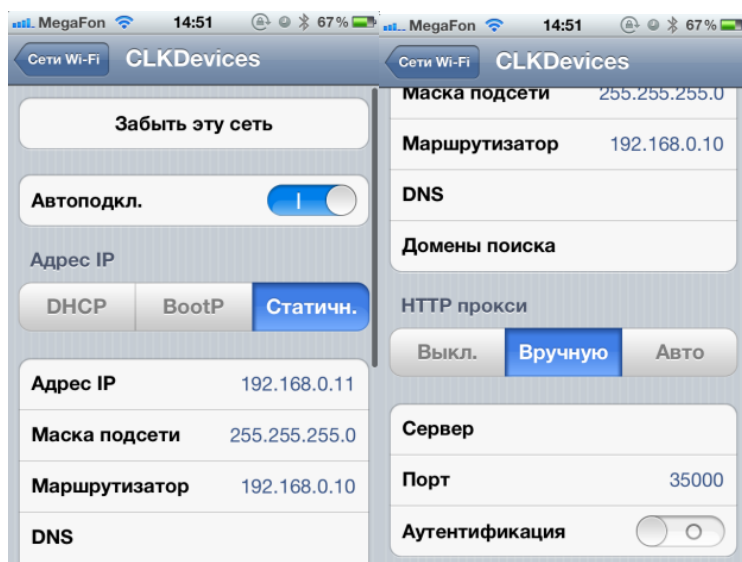 MegaFon 14:51 67%
Сети Wi-Fi CLKDevices
Забыть эту сеть
Автоподкл.
Адрес IP
DHCP BootP Статичн.
Адрес IP 192.168.0.11
Маска подсети 255.255.255.0
Маршрутизатор 192.168.0.10
DNS
MegaFon 14:51 67%
Сети Wi-Fi CLKDevices
Маска подсети 255.255.255.0
Маршрутизатор 192.168.0.10
DNS
Домены поиска
HTTP прокси
Выкл. Вручную Авто
Сервер
Порт 35000
Аутентификация